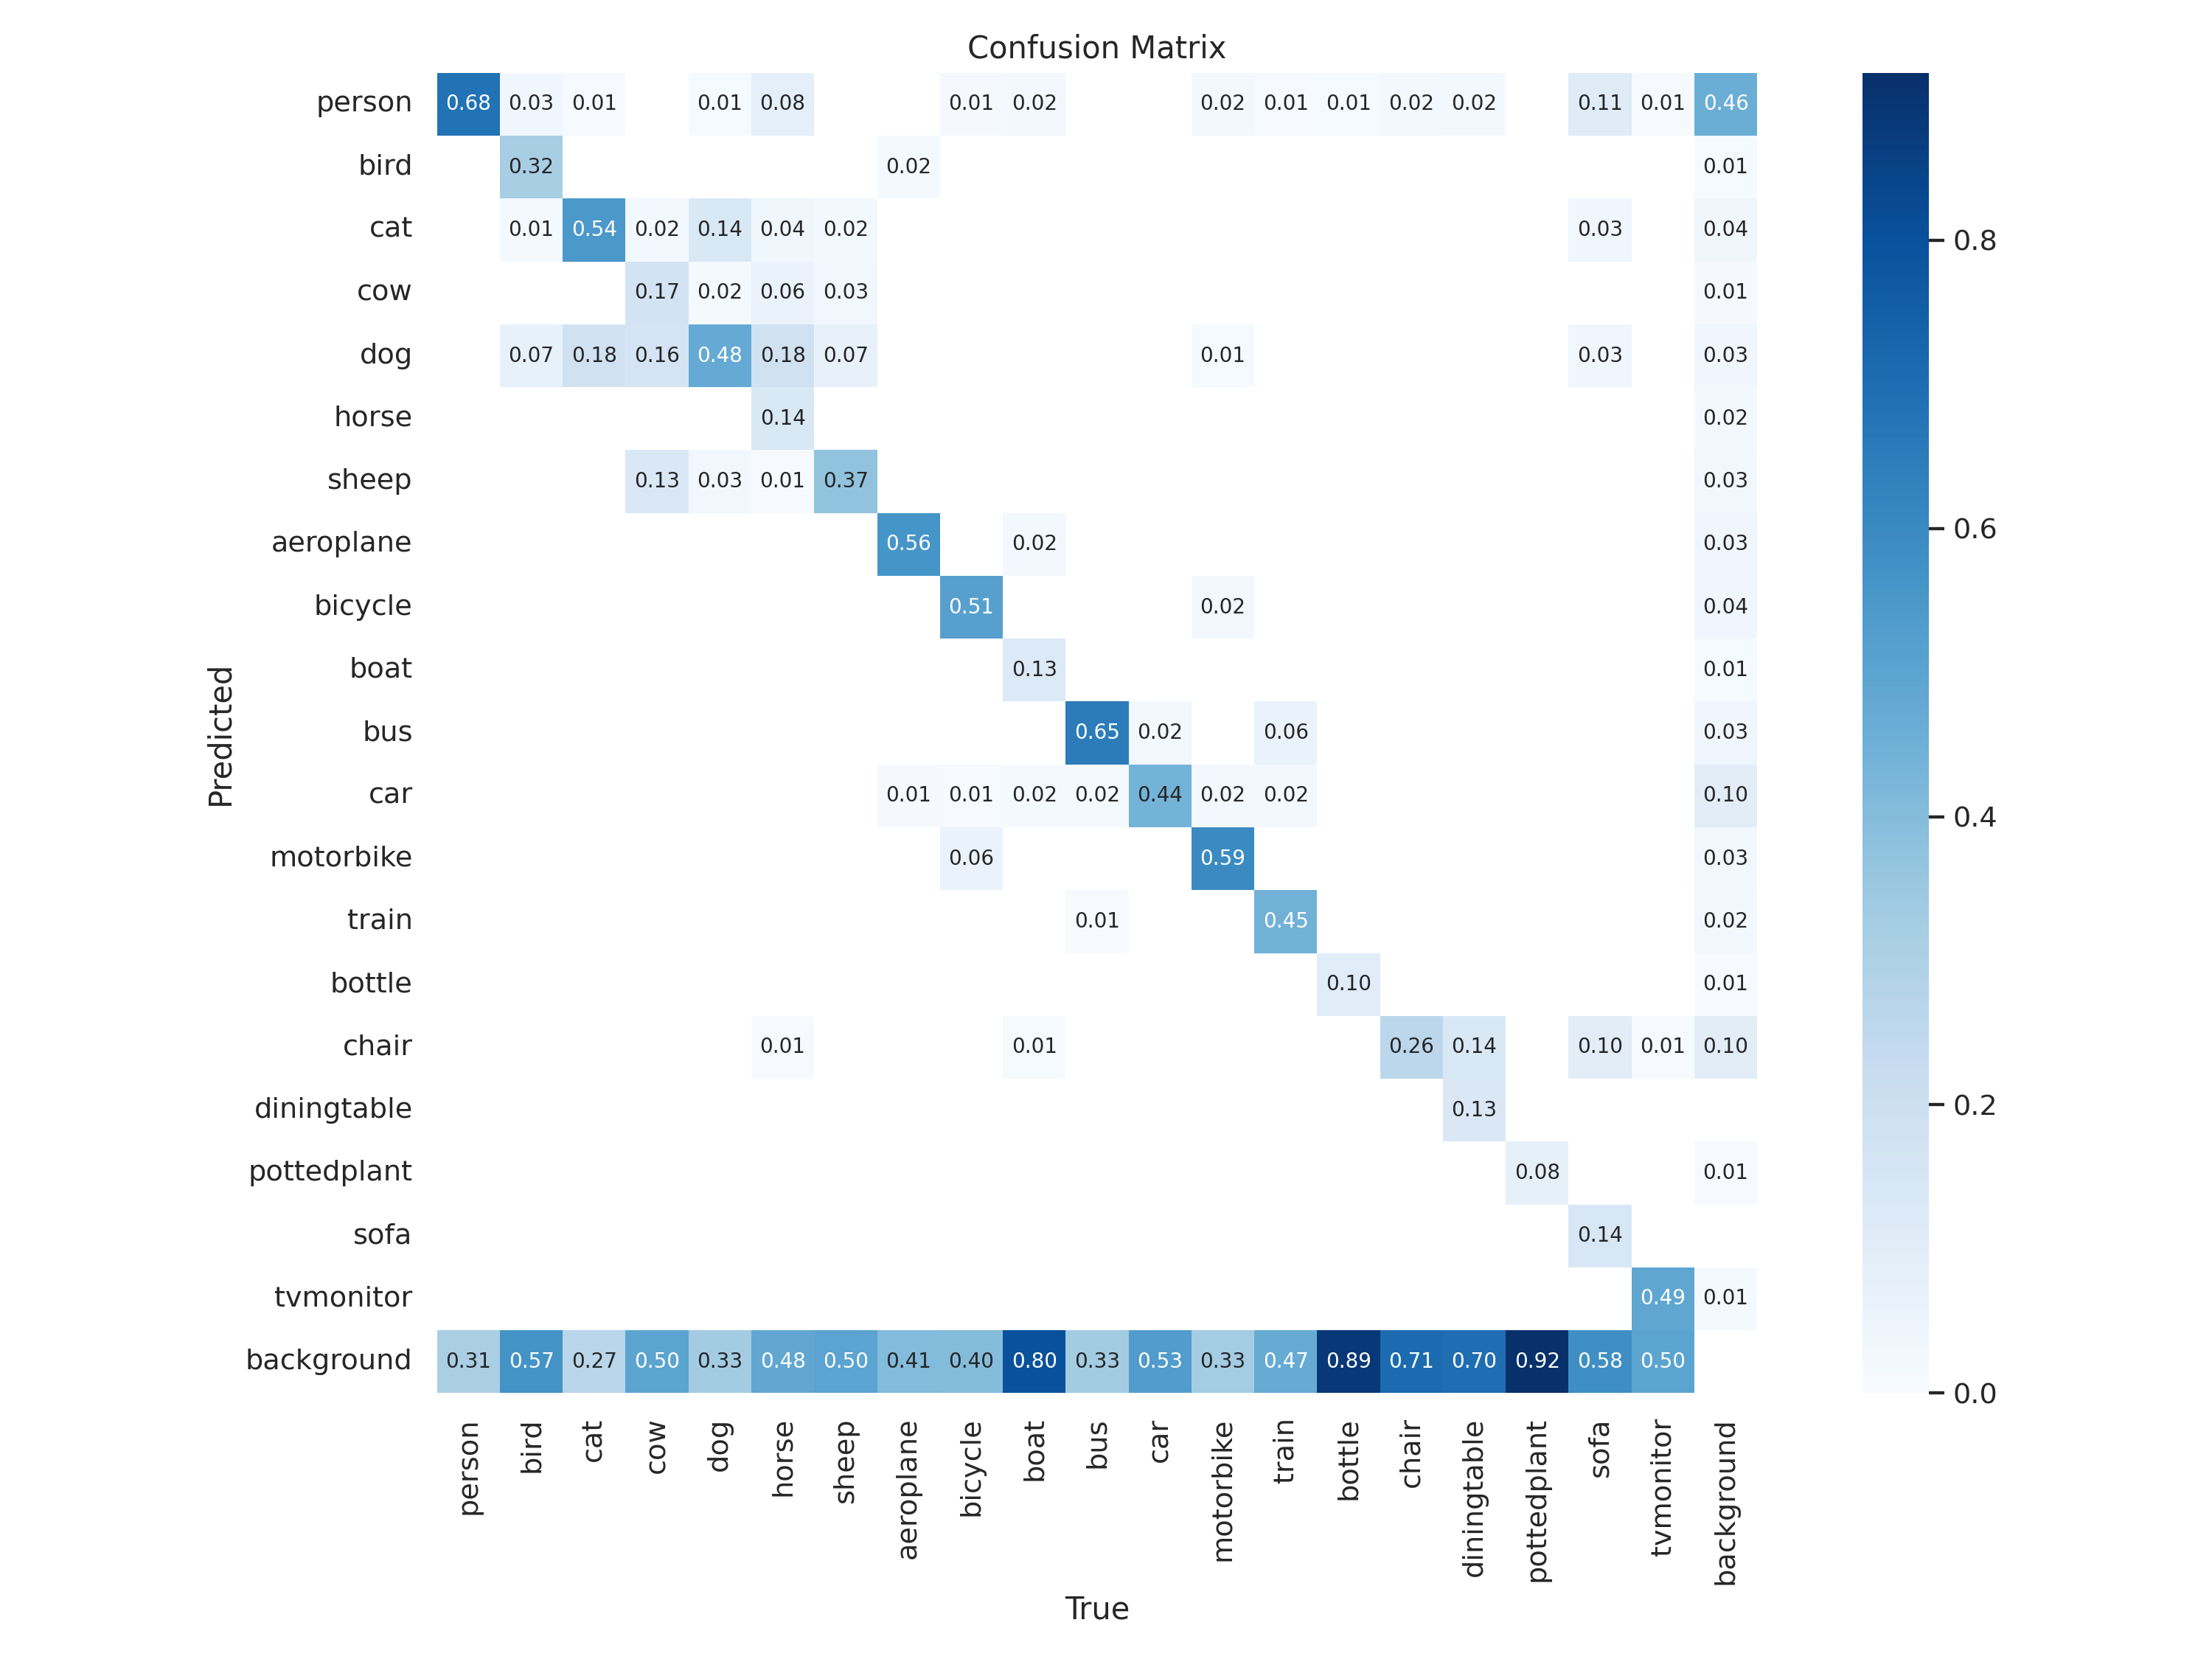 Confusion Matrix
person 0.68 0.03 0.01 0.01 0.08 0.01 0.02 0.02 0.01 0.01 0.02 0.02 0.11 0.01 0.46
bird 0.32 0.02 0.01
cat 0.01 0.54 0.02 0.14 0.04 0.02 0.03 0.04
cow 0.17 0.02 0.06 0.03 0.01
dog 0.07 0.18 0.16 0.48 0.18 0.07 0.01 0.03 0.03
horse 0.14 0.02
sheep 0.13 0.03 0.01 0.37 0.03
aeroplane 0.56 0.02 0.03
bicycle 0.51 0.02 0.04
boat 0.13 0.01
bus 0.65 0.02 0.06 0.03
car 0.01 0.01 0.02 0.02 0.44 0.02 0.02 0.10
motorbike 0.06 0.59 0.03
train 0.01 0.45 0.02
bottle 0.10 0.01
chair 0.01 0.01 0.26 0.14 0.10 0.01 0.10
diningtable 0.13
pottedplant 0.08 0.01
sofa 0.14
tvmonitor 0.49 0.01
background 0.31 0.57 0.27 0.50 0.33 0.48 0.50 0.41 0.40 0.80 0.33 0.53 0.33 0.47 0.89 0.71 0.70 0.92 0.58 0.50
person bird cat cow dog horse sheep aeroplane bicycle boat bus car motorbike train bottle chair diningtable pottedplant sofa tvmonitor background
True
Predicted
0.8
0.6
0.4
0.2
0.0